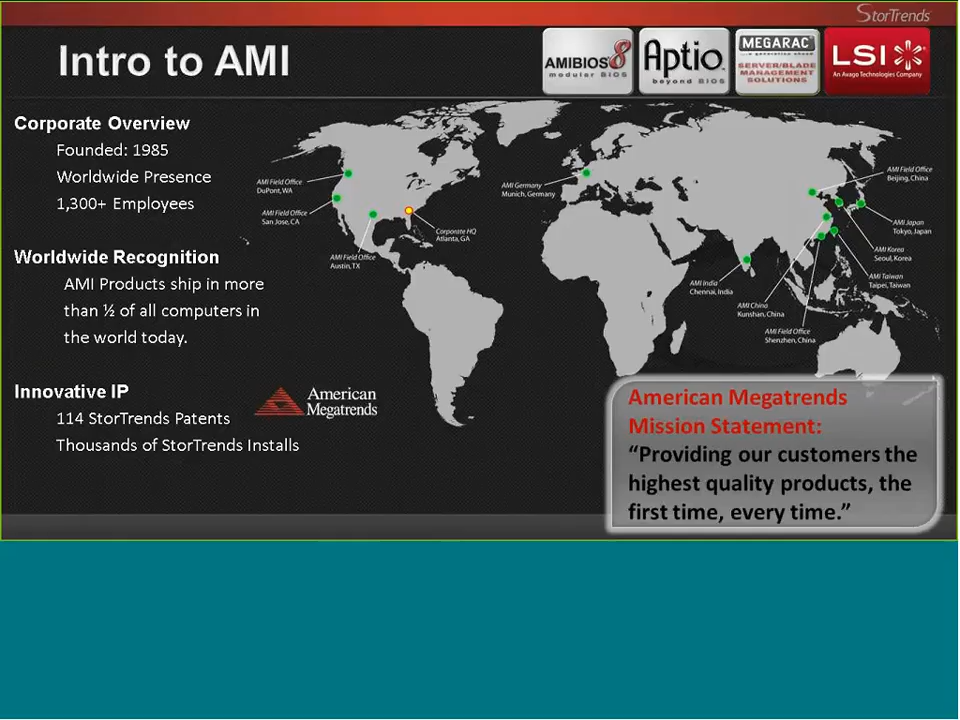 StorTrends
Intro to AMI
AMIBIOS8
modular BIOS
Aptio
beyond BIOS
MEGARAC
a generation ahead
SERVER/BLADE
MANAGEMENT
SOLUTIONS
LSI
An Avago Technologies Company
Corporate Overview
Founded: 1985
Worldwide Presence
1,300+ Employees
Worldwide Recognition
AMI Products ship in more
than ½ of all computers in
the world today.
Innovative IP
114 StorTrends Patents
Thousands of StorTrends Installs
American
Megatrends
AMI Field Office
DuPont, WA
AMI Field Office
San Jose, CA
AMI Field Office
Austin, TX
Corporate HQ
Atlanta, GA
AMI Germany
Munich, Germany
AMI India
Chennai, India
AMI China
Kunshan, China
AMI Field Office
Shenzhen, China
AMI Field Office
Beijing, China
AMI Japan
Tokyo, Japan
AMI Korea
Seoul, Korea
AMI Taiwan
Taipei, Taiwan
American Megatrends
Mission Statement:
“Providing our customers the
highest quality products, the
first time, every time.”